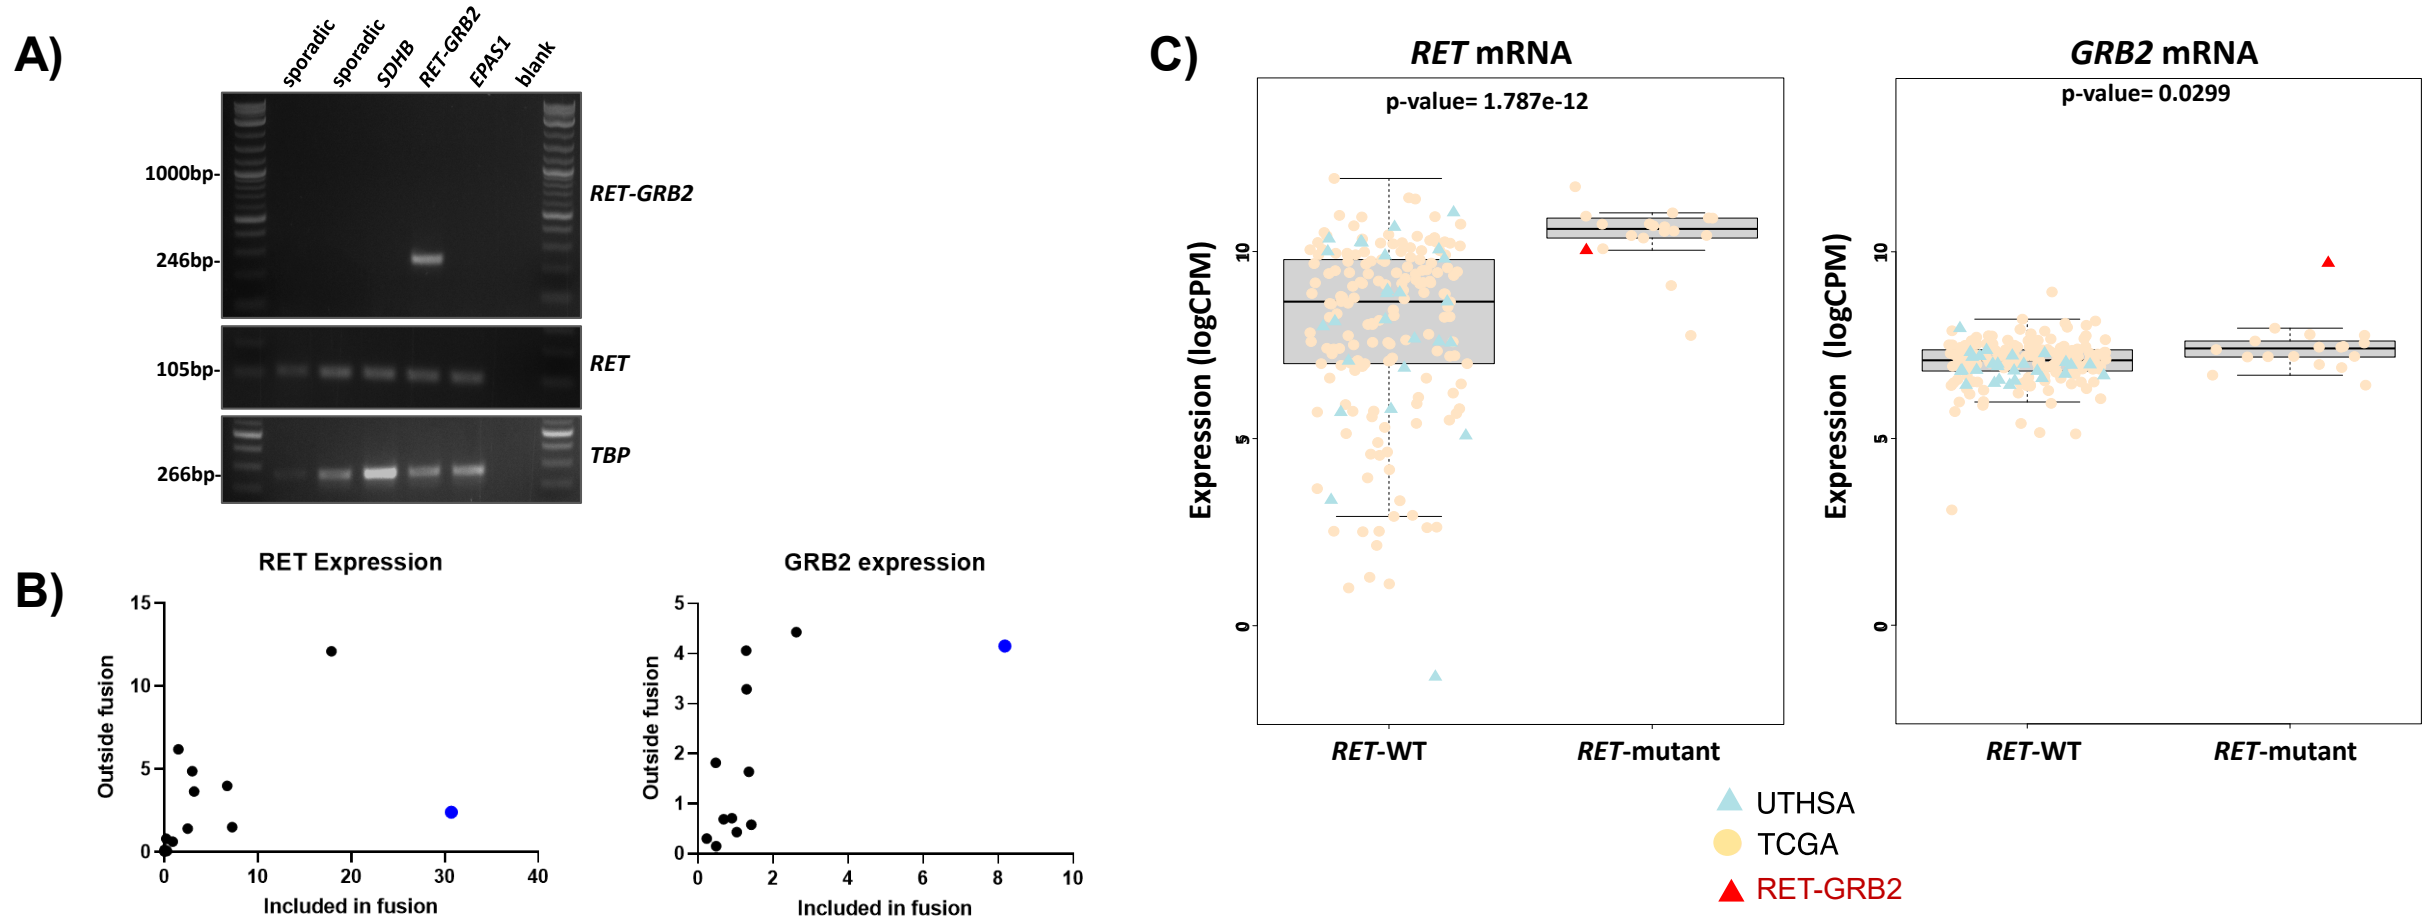 A)
sporadic
sporadic
SDHB
RET-GRB2
EPAS1
blank
1000bp-
246bp-
RET-GRB2
105bp-
RET
266bp-
TBP
B)
RET Expression
Outside fusion
15
10
5
0
0 10 20 30 40
Included in fusion
GRB2 expression
Outside fusion
5
4
3
2
1
0
0 2 4 6 8 10
Included in fusion
C)
RET mRNA
p-value= 1.787e-12
Expression (logCPM)
10
5
0
RET-WT RET-mutant
GRB2 mRNA
p-value= 0.0299
Expression (logCPM)
10
5
0
RET-WT RET-mutant
UTHSA
TCGA
RET-GRB2